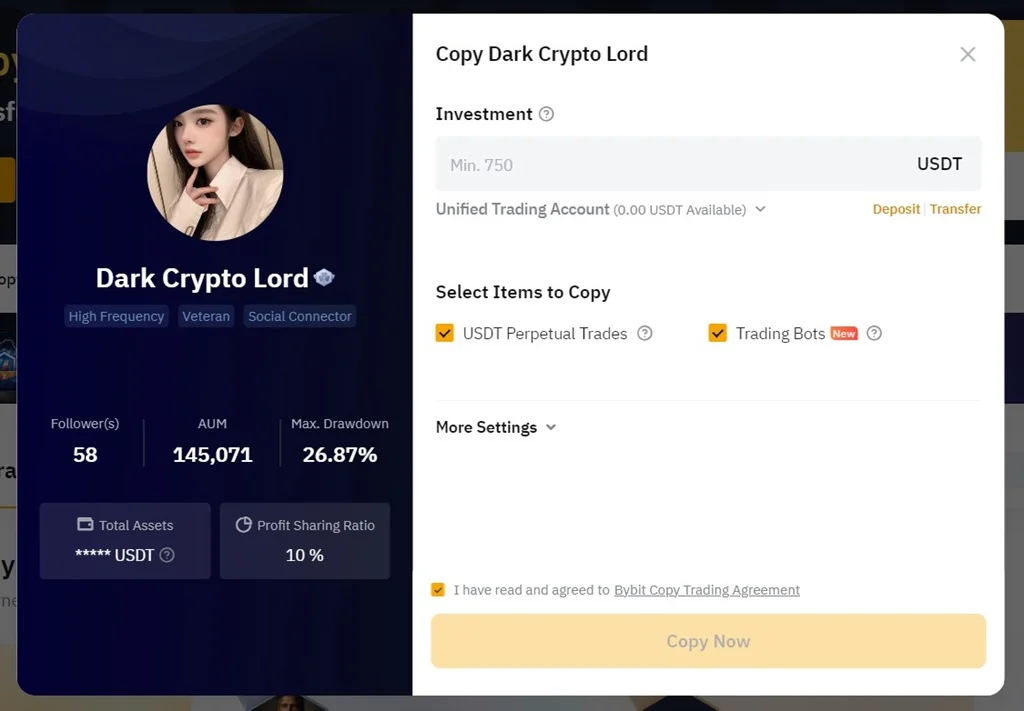 Copy Dark Crypto Lord
Investment
Min. 750 USDT
Unified Trading Account (0.00 USDT Available)
Deposit | Transfer
Select Items to Copy
USDT Perpetual Trades
Trading Bots New
More Settings
I have read and agreed to Bybit Copy Trading Agreement
Copy Now
Dark Crypto Lord
High Frequency
Veteran
Social Connector
Follower(s)
58
AUM
145,071
Max. Drawdown
26.87%
Total Assets
***** USDT
Profit Sharing Ratio
10 %